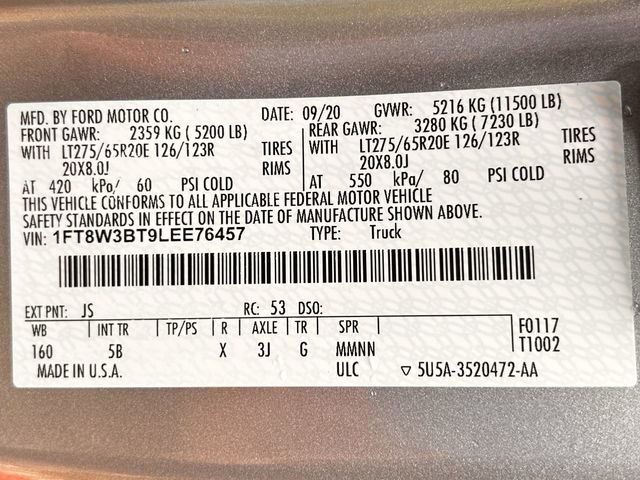 MFD. BY FORD MOTOR CO. DATE: 09/20 GVWR: 5216 KG (11500 LB)
FRONT GAWR: 2359 KG ( 5200 LB) REAR GAWR: 3280 KG ( 7230 LB)
WITH LT275/65R20E 126/123R TIRES WITH LT275/65R20E 126/123R TIRES
20X8.0J RIMS 20X8.0J RIMS
AT 420 kPa/ 60 PSI COLD AT 550 kPa/ 80 PSI COLD
THIS VEHICLE CONFORMS TO ALL APPLICABLE FEDERAL MOTOR VEHICLE
SAFETY STANDARDS IN EFFECT ON THE DATE OF MANUFACTURE SHOWN ABOVE.
VIN: 1FT8W3BT9LEE76457 TYPE: Truck
EXT PNT: JS RC: 53 DSO:
WB INT TR TP/PS R AXLE TR SPR F0117
160 5B X 3J G MMNN T1002
MADE IN U.S.A. ULC ▽ 5U5A-3520472-AA